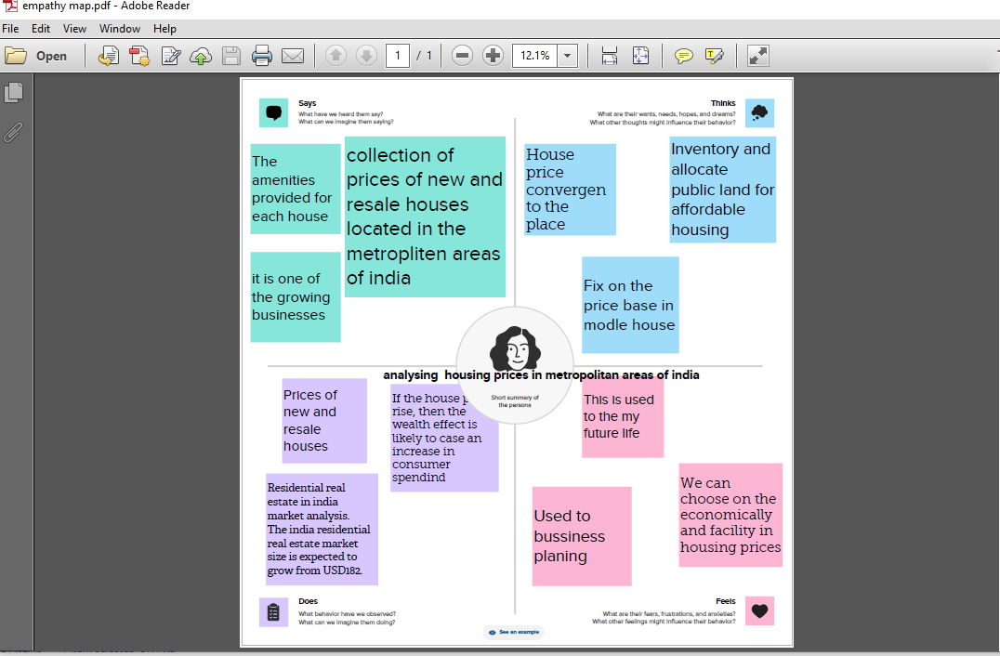 empathy map.pdf - Adobe Reader
File Edit View Window Help
Open
1 / 1
12.1%
Says
What have we heard them say?
What can we imagine them saying?
Thinks
What are their wants, needs, hopes, and dreams?
What other thoughts might influence their behavior?
The
amenities
provided for
each house
collection of
prices of new and
resale houses
located in the
metropliten areas
of india
it is one of
the growing
businesses
House
price
convergen
to the
place
Inventory and
allocate
public land for
affordable
housing
Fix on the
price base in
modle house
analysing housing prices in metropolitan areas of india
Short summary of
the persona
Prices of
new and
resale
houses
If the house
rise, then the
wealth effect is
likely to case an
increase in
consumer
spendind
Residential real
estate in india
market analysis.
The india residential
real estate market
size is expected to
grow from USD182.
This is used
to the my
future life
Used to
bussiness
planing
We can
choose on the
economically
and facility in
housing prices
Does
What behavior have we observed?
What can we imagine them doing?
Feels
What are their fears, frustrations, and anxieties?
What other feelings might influence their behavior?
See an example